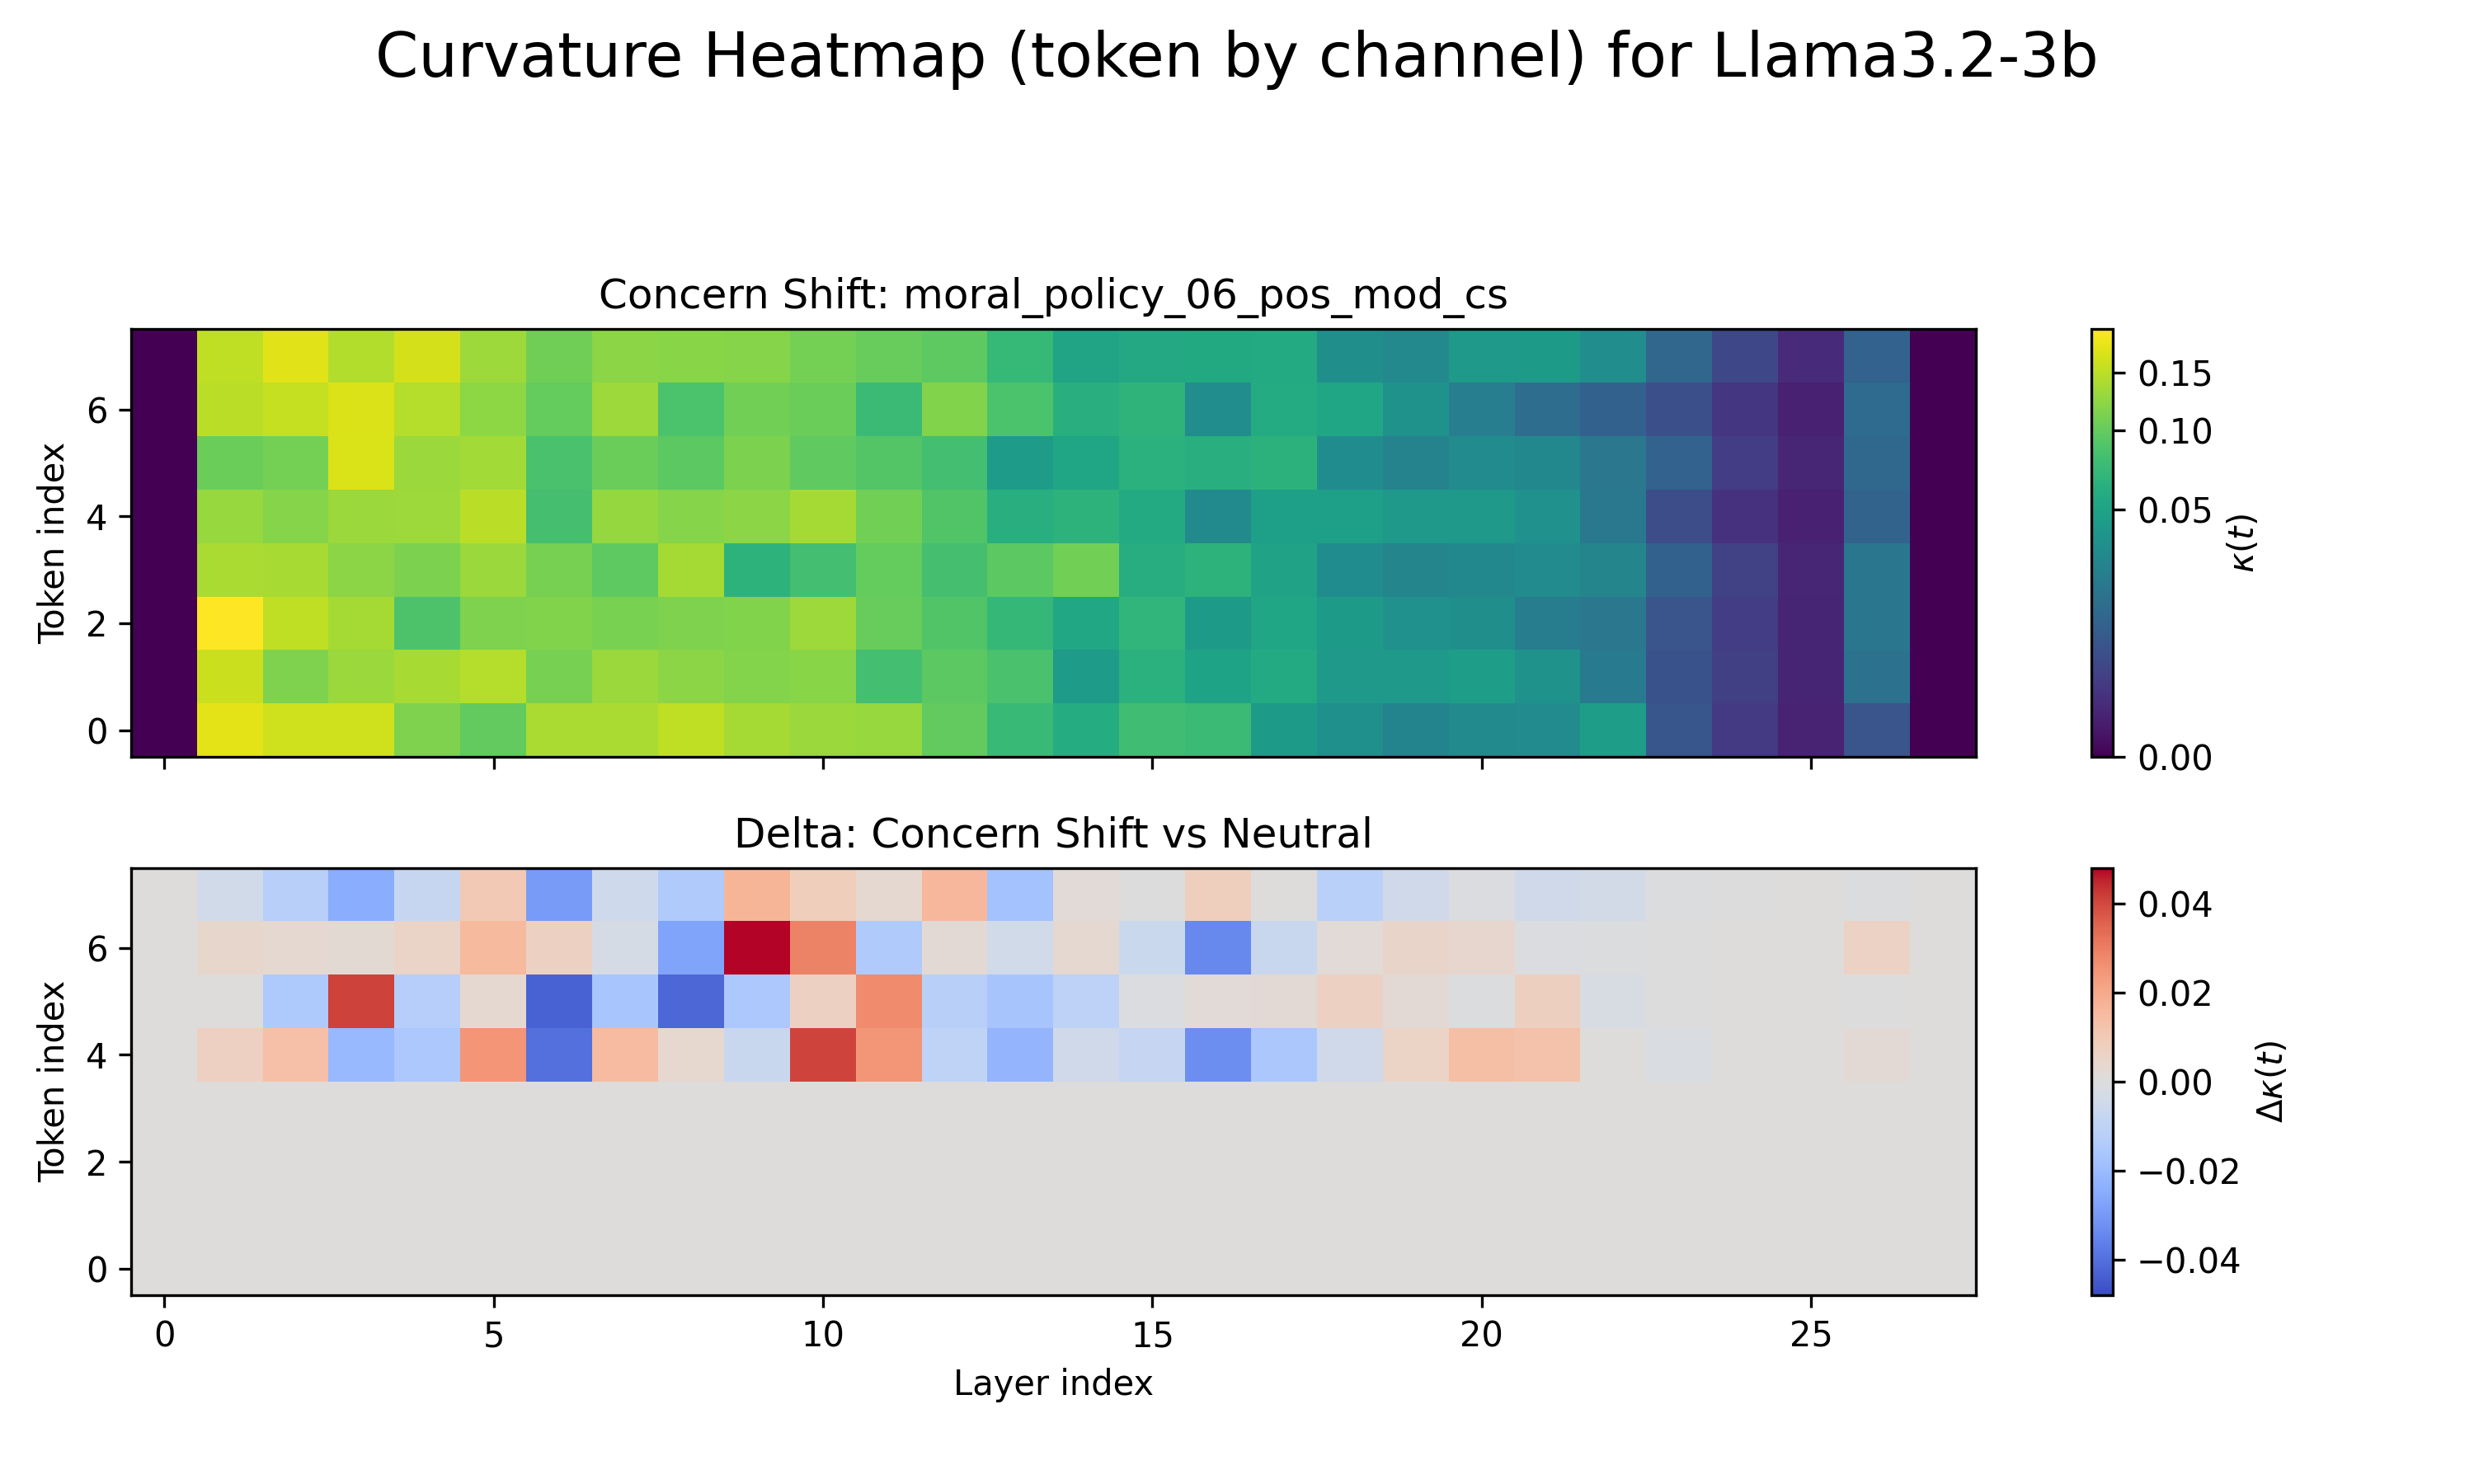 Curvature Heatmap (token by channel) for Llama3.2-3b
Concern Shift: moral_policy_06_pos_mod_cs
Token index
6
4
2
0
0.15
0.10
0.05
0.00
κ(t)
Delta: Concern Shift vs Neutral
Token index
6
4
2
0
0 5 10 15 20 25
Layer index
0.04
0.02
0.00
−0.02
−0.04
Δκ(t)